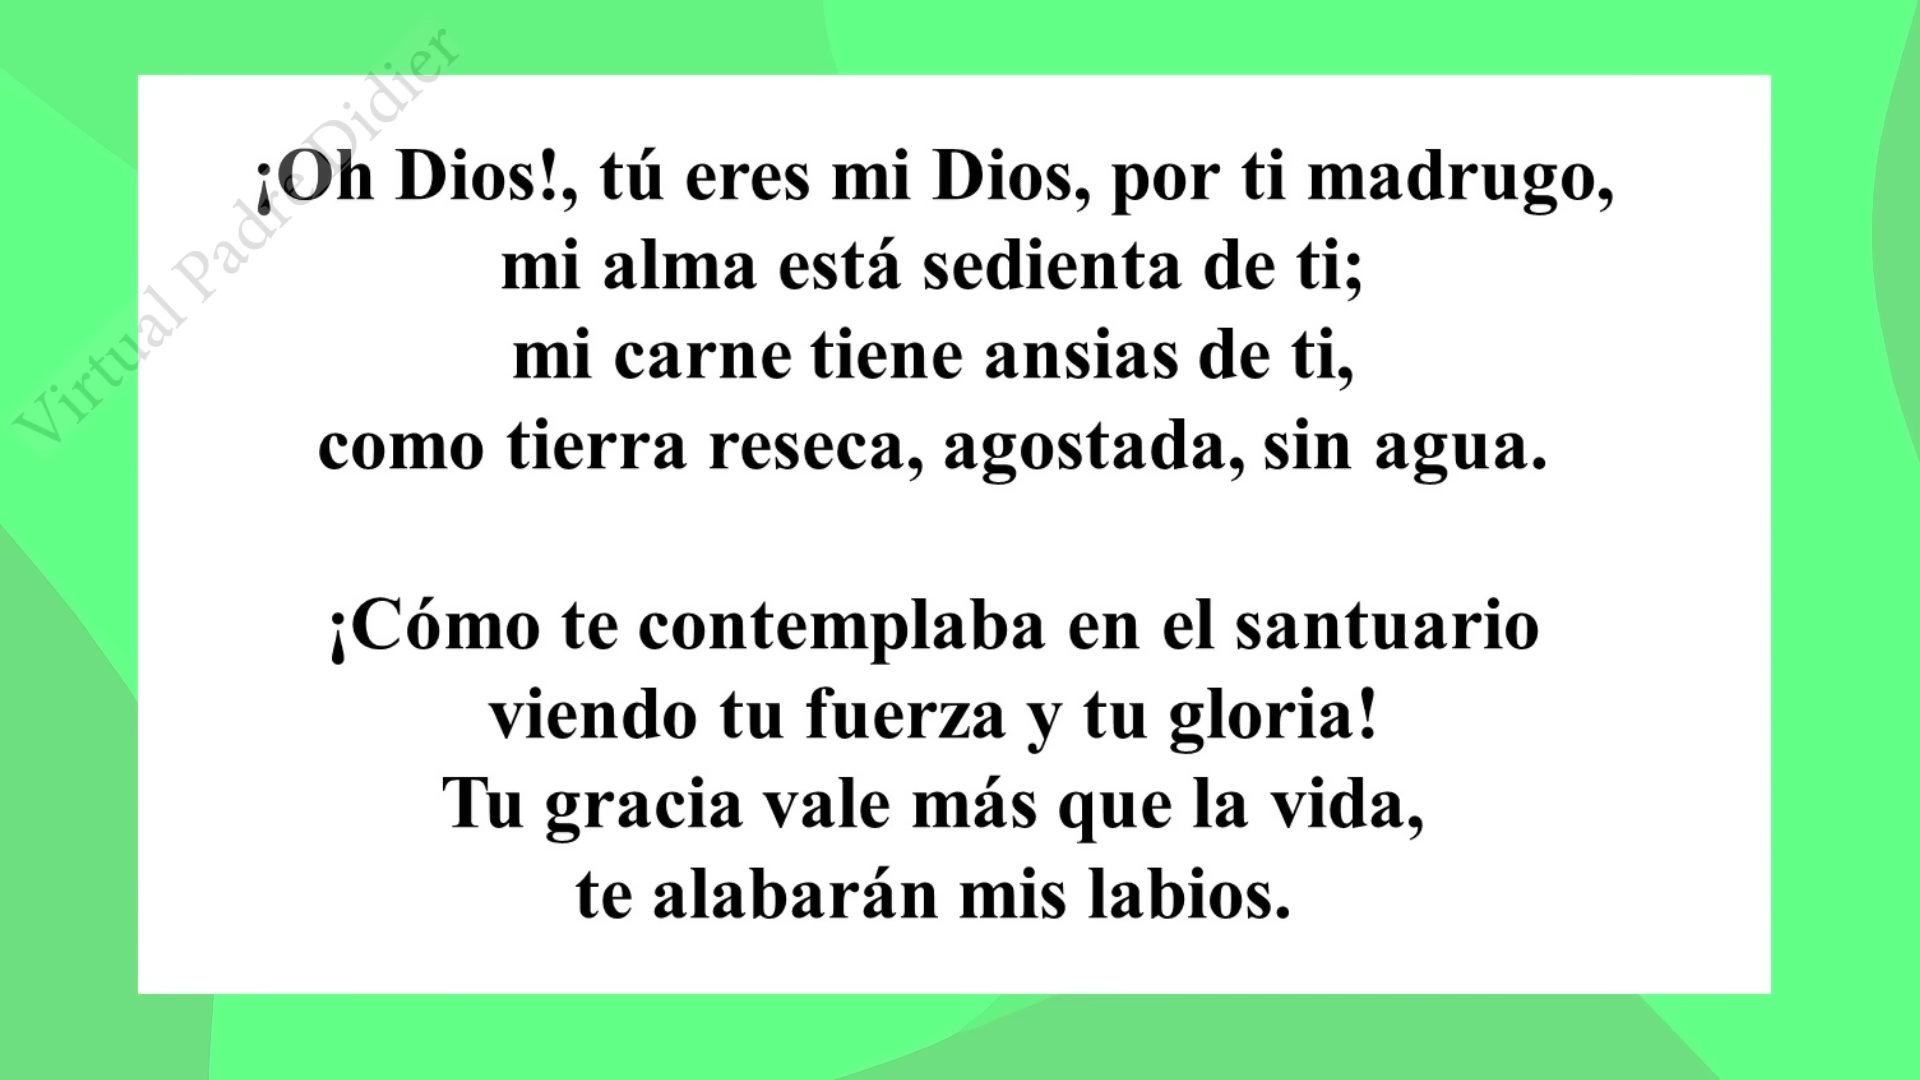 Virtual Padre Didier
¡Oh Dios!, tú eres mi Dios, por ti madrugo,
mi alma está sedienta de ti;
mi carne tiene ansias de ti,
como tierra reseca, agostada, sin agua.
¡Cómo te contemplaba en el santuario
viendo tu fuerza y tu gloria!
Tu gracia vale más que la vida,
te alabarán mis labios.